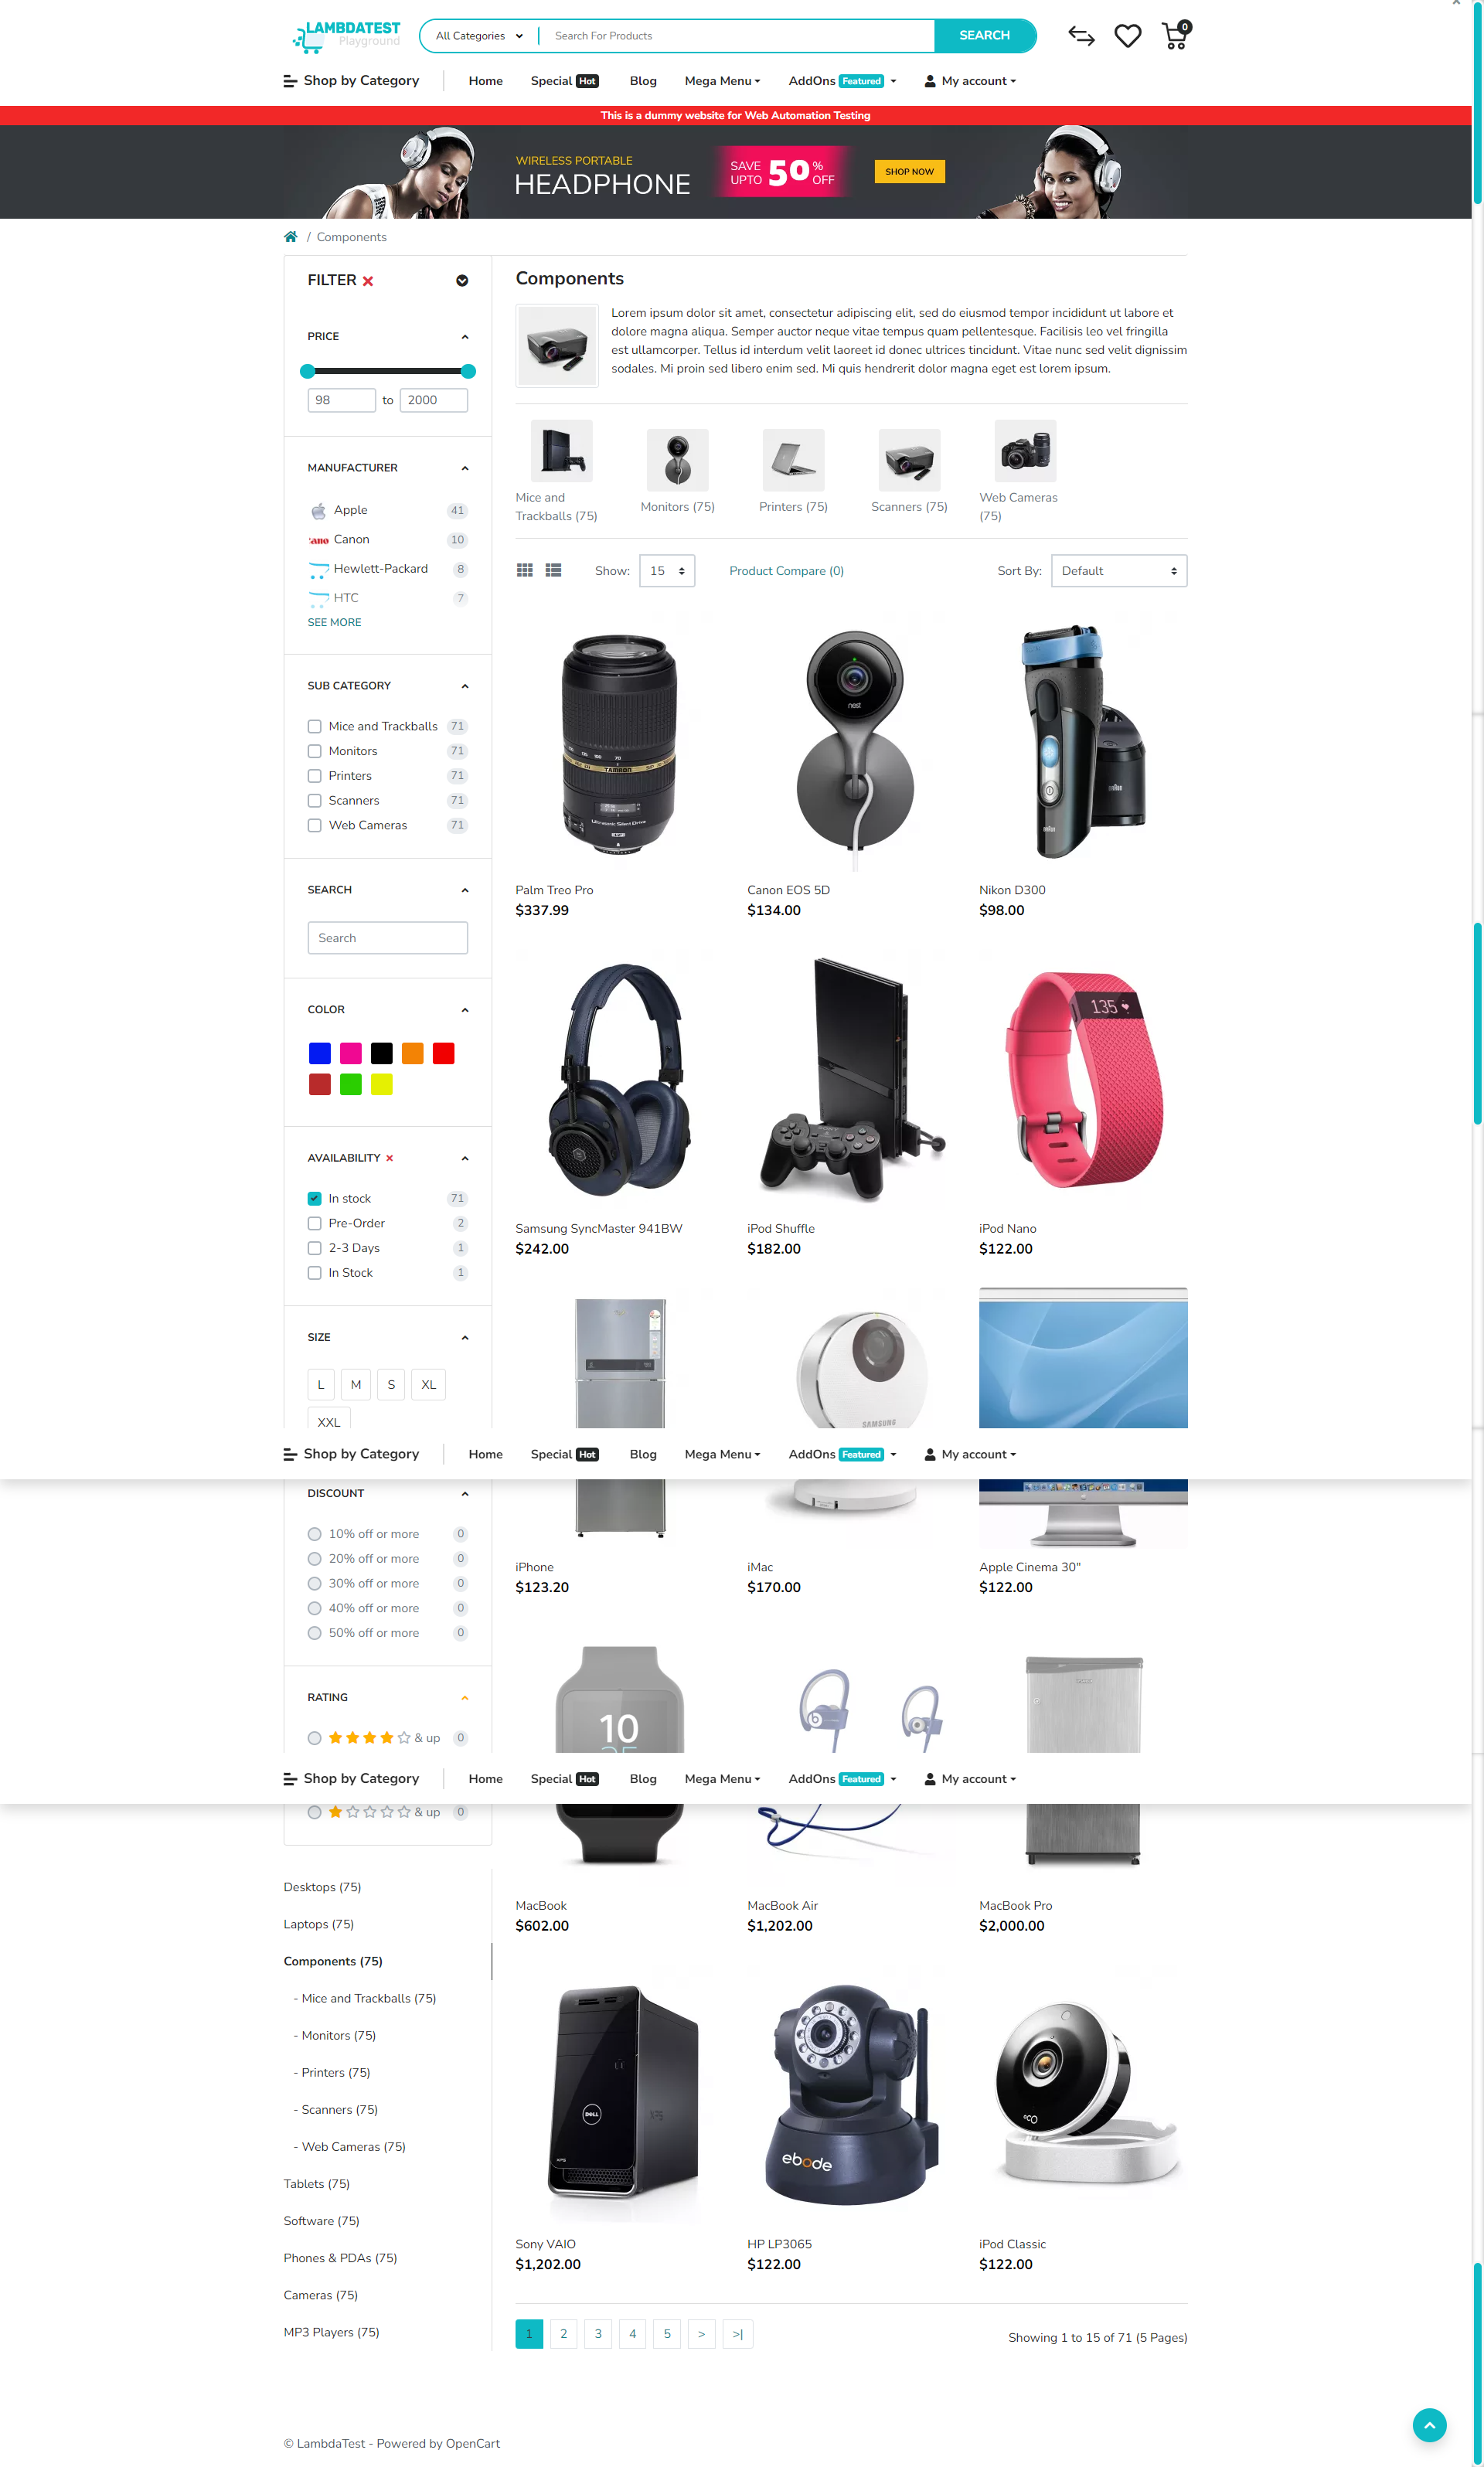 LAMBDATEST
Playground
All Categories
Search For Products
SEARCH
0
Shop by Category
Home
Special Hot
Blog
Mega Menu
AddOns Featured
My account
This is a dummy website for Web Automation Testing
WIRELESS PORTABLE
HEADPHONE
SAVE UPTO 50 % OFF
SHOP NOW
/ Components
FILTER
PRICE
98 to 2000
MANUFACTURER
Apple 41
Canon 10
Hewlett-Packard 8
HTC 7
SEE MORE
SUB CATEGORY
Mice and Trackballs 71
Monitors 71
Printers 71
Scanners 71
Web Cameras 71
SEARCH
Search
COLOR
AVAILABILITY
In stock 71
Pre-Order 2
2-3 Days 1
In Stock 1
SIZE
L M S XL
XXL
Components
Lorem ipsum dolor sit amet, consectetur adipiscing elit, sed do eiusmod tempor incididunt ut labore et
dolore magna aliqua. Semper auctor neque vitae tempus quam pellentesque. Facilisis leo vel fringilla
est ullamcorper. Tellus id interdum velit laoreet id donec ultrices tincidunt. Vitae nunc sed velit dignissim
sodales. Mi proin sed libero enim sed. Mi quis hendrerit dolor magna eget est lorem ipsum.
Mice and
Trackballs (75)
Monitors (75)
Printers (75)
Scanners (75)
Web Cameras
(75)
Show: 15
Product Compare (0)
Sort By: Default
TAMRON
Ultrasonic Silent Drive
nest
Palm Treo Pro
$337.99
Canon EOS 5D
$134.00
Nikon D300
$98.00
135
Samsung SyncMaster 941BW
$242.00
iPod Shuffle
$182.00
iPod Nano
$122.00
SAMSUNG
Shop by Category
Home
Special Hot
Blog
Mega Menu
AddOns Featured
My account
DISCOUNT
10% off or more 0
20% off or more 0
30% off or more 0
40% off or more 0
50% off or more 0
RATING
& up 0
iPhone
$123.20
iMac
$170.00
Apple Cinema 30"
$122.00
10
Shop by Category
Home
Special Hot
Blog
Mega Menu
AddOns Featured
My account
& up 0
MacBook
$602.00
MacBook Air
$1,202.00
MacBook Pro
$2,000.00
Desktops (75)
Laptops (75)
Components (75)
- Mice and Trackballs (75)
- Monitors (75)
- Printers (75)
- Scanners (75)
- Web Cameras (75)
Tablets (75)
Software (75)
Phones & PDAs (75)
Cameras (75)
MP3 Players (75)
DELL
XPS
ebode
Sony VAIO
$1,202.00
HP LP3065
$122.00
iPod Classic
$122.00
1 2 3 4 5 > >|
Showing 1 to 15 of 71 (5 Pages)
© LambdaTest - Powered by OpenCart